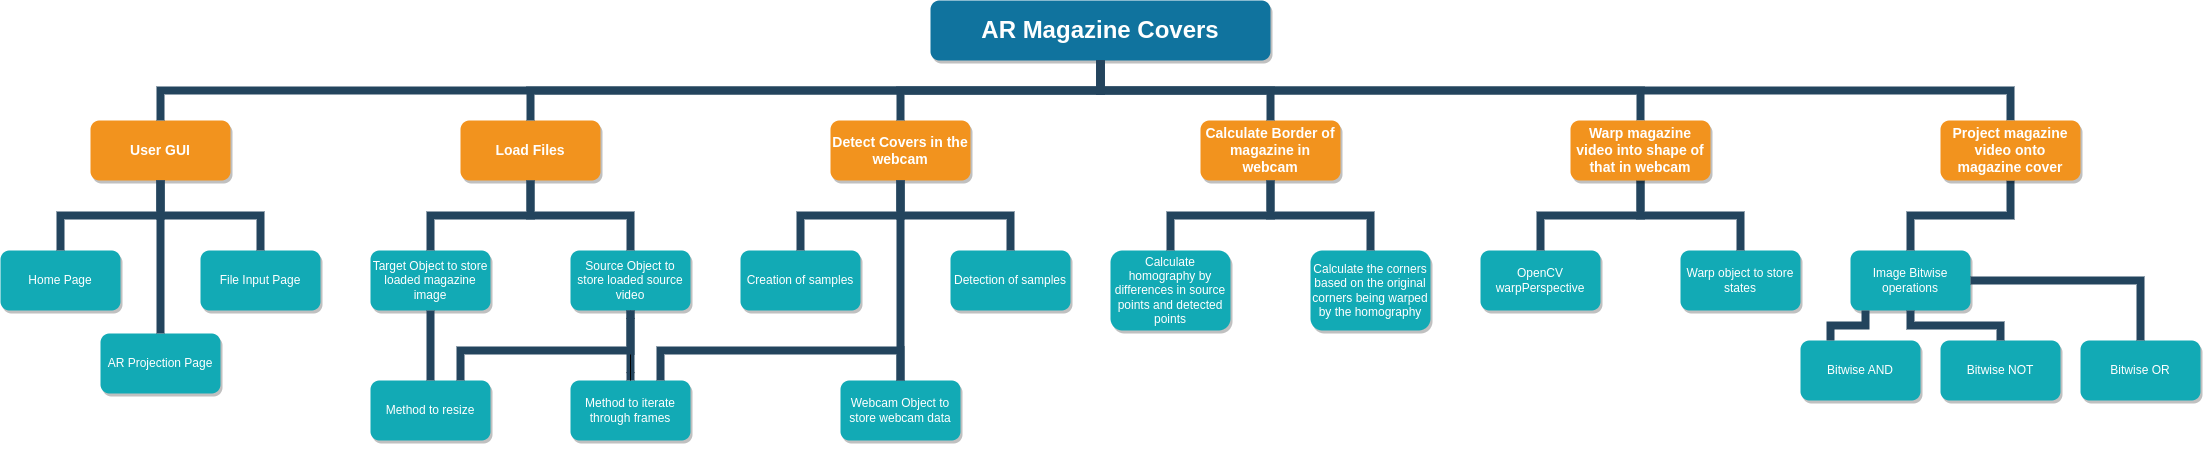 AR Magazine Covers
User GUI
Load Files
Detect Covers in the
webcam
Calculate Border of
magazine in
webcam
Warp magazine
video into shape of
that in webcam
Project magazine
video onto
magazine cover
Home Page
File Input Page
Target Object to store
loaded magazine
image
Source Object to
store loaded source
video
Creation of samples
Detection of samples
Calculate
homography by
differences in source
points and detected
points
Calculate the corners
based on the original
corners being warped
by the homography
OpenCV
warpPerspective
Warp object to store
states
Image Bitwise
operations
AR Projection Page
Method to resize
Method to iterate
through frames
Webcam Object to
store webcam data
Bitwise AND
Bitwise NOT
Bitwise OR